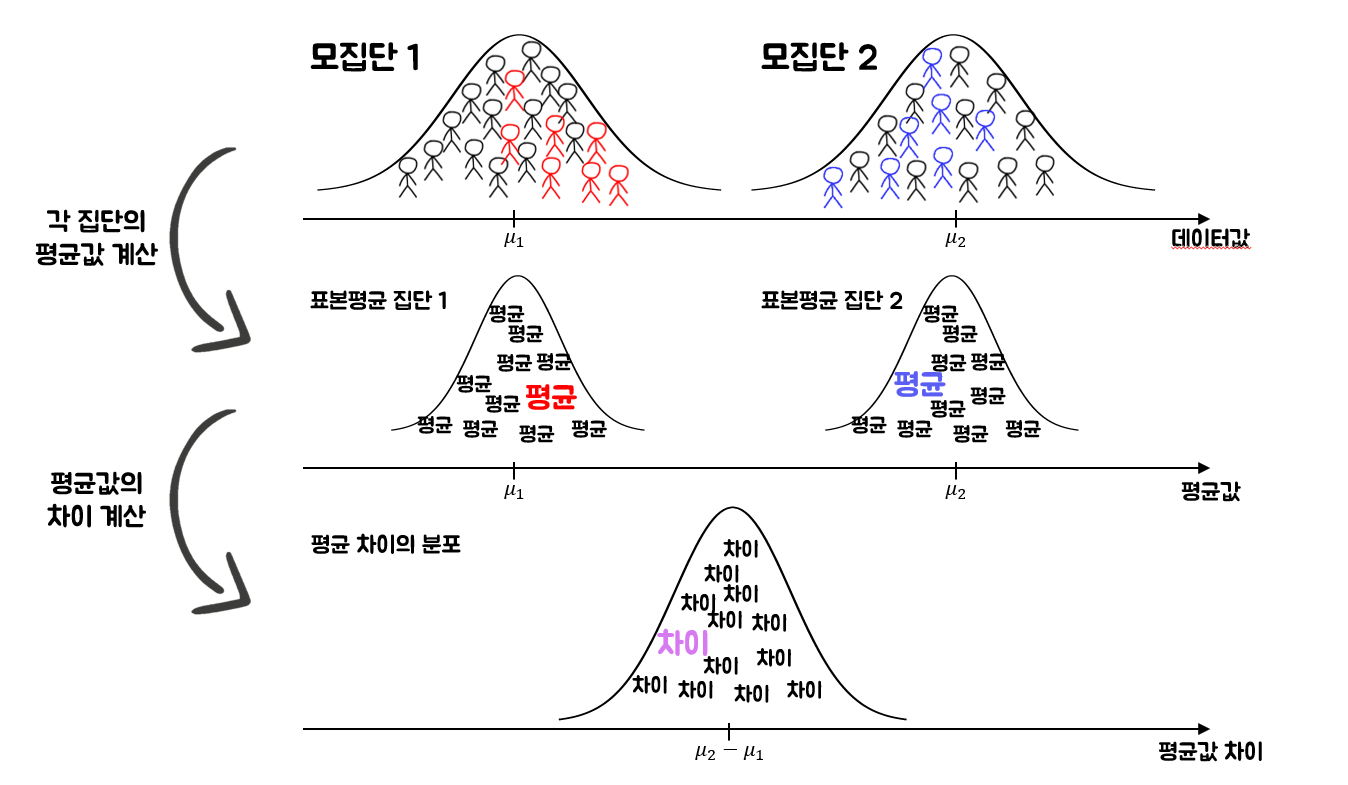 모집단 1
모집단 2
각 집단의
평균값 계산
μ₁
μ₂
데이터값
표본평균 집단 1
표본평균 집단 2
평균
평균
평균 평균
평균
평균
평균
평균
평균
평균
평균
평균
평균
평균 평균
평균
평균
평균
평균
평균
평균
평균
μ₁
μ₂
평균값
평균값의
차이 계산
평균 차이의 분포
차이
차이
차이
차이
차이
차이
차이
차이
차이
차이
차이
차이
차이
μ₂ − μ₁
평균값 차이